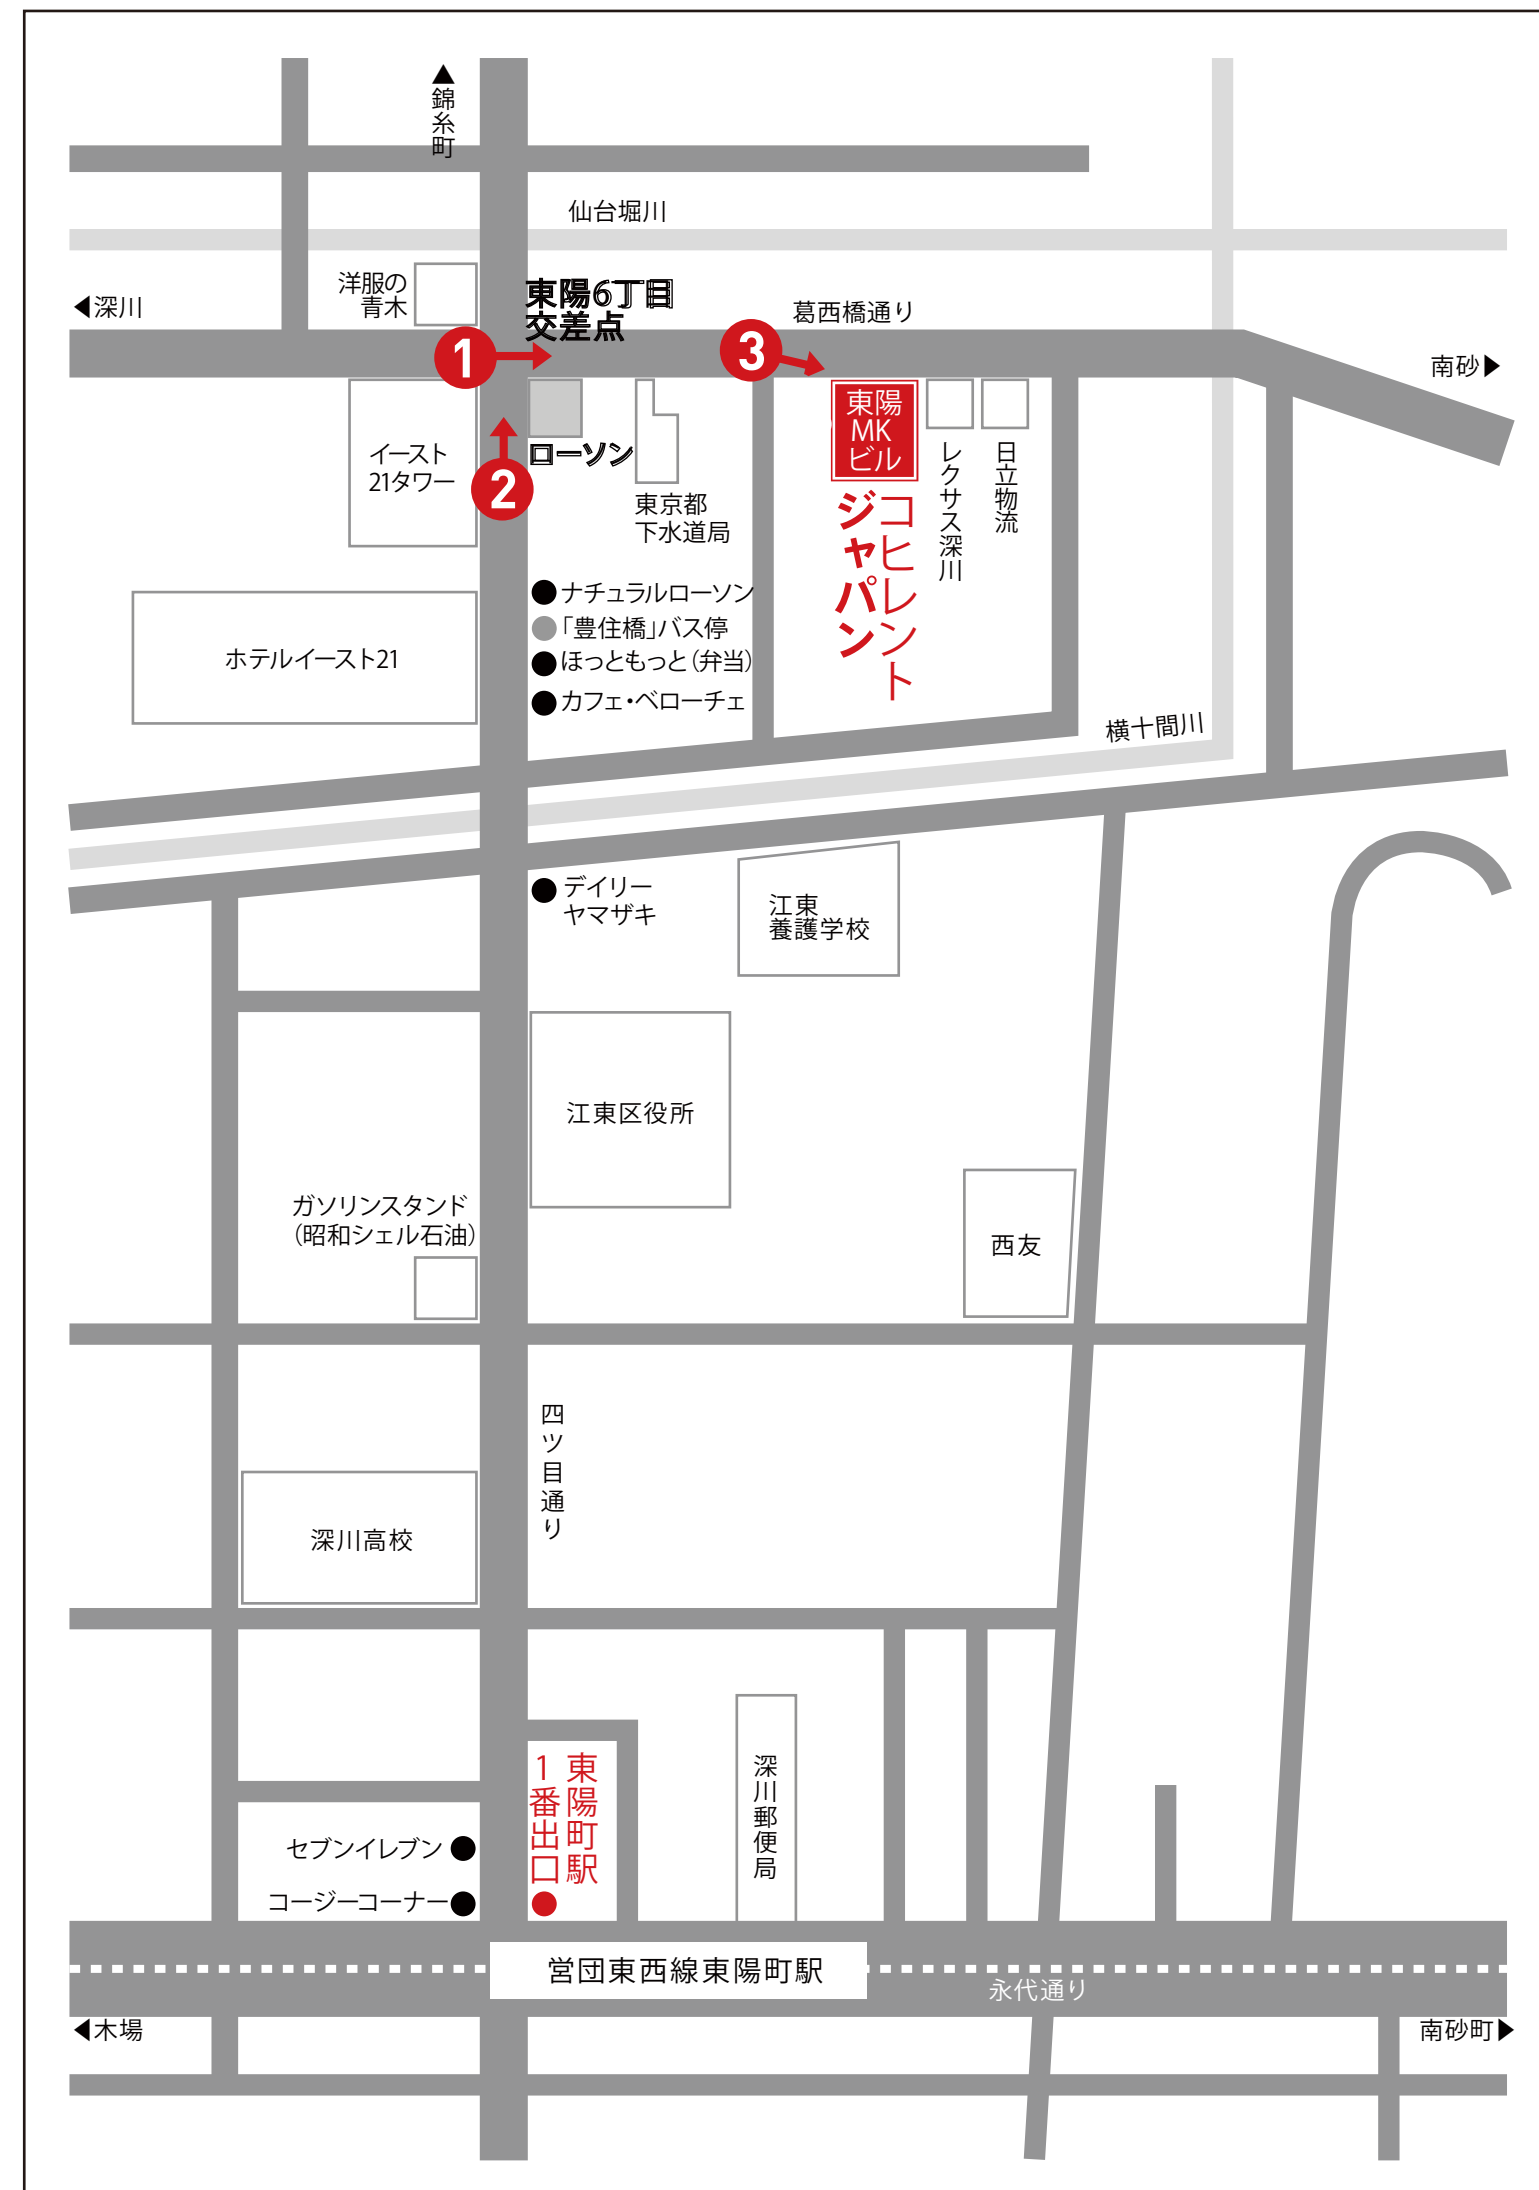 ▲錦糸町
仙台堀川
洋服の
青木
◀深川
東陽6丁目
交差点
葛西橋通り
1
3
南砂▶
東陽
MK
ビル
イースト
21タワー
2
ローソン
東京都
下水道局
コヒレント
ジャパン
レクサス深川
日立物流
ナチュラルローソン
「豊住橋」バス停
ほっともっと(弁当)
カフェ・ベローチェ
ホテルイースト21
横十間川
デイリー
ヤマザキ
江東
養護学校
江東区役所
ガソリンスタンド
(昭和シェル石油)
西友
四ツ目通り
深川高校
東陽町駅
1番出口
深川郵便局
セブンイレブン
コージーコーナー
営団東西線東陽町駅
永代通り
◀木場
南砂町▶